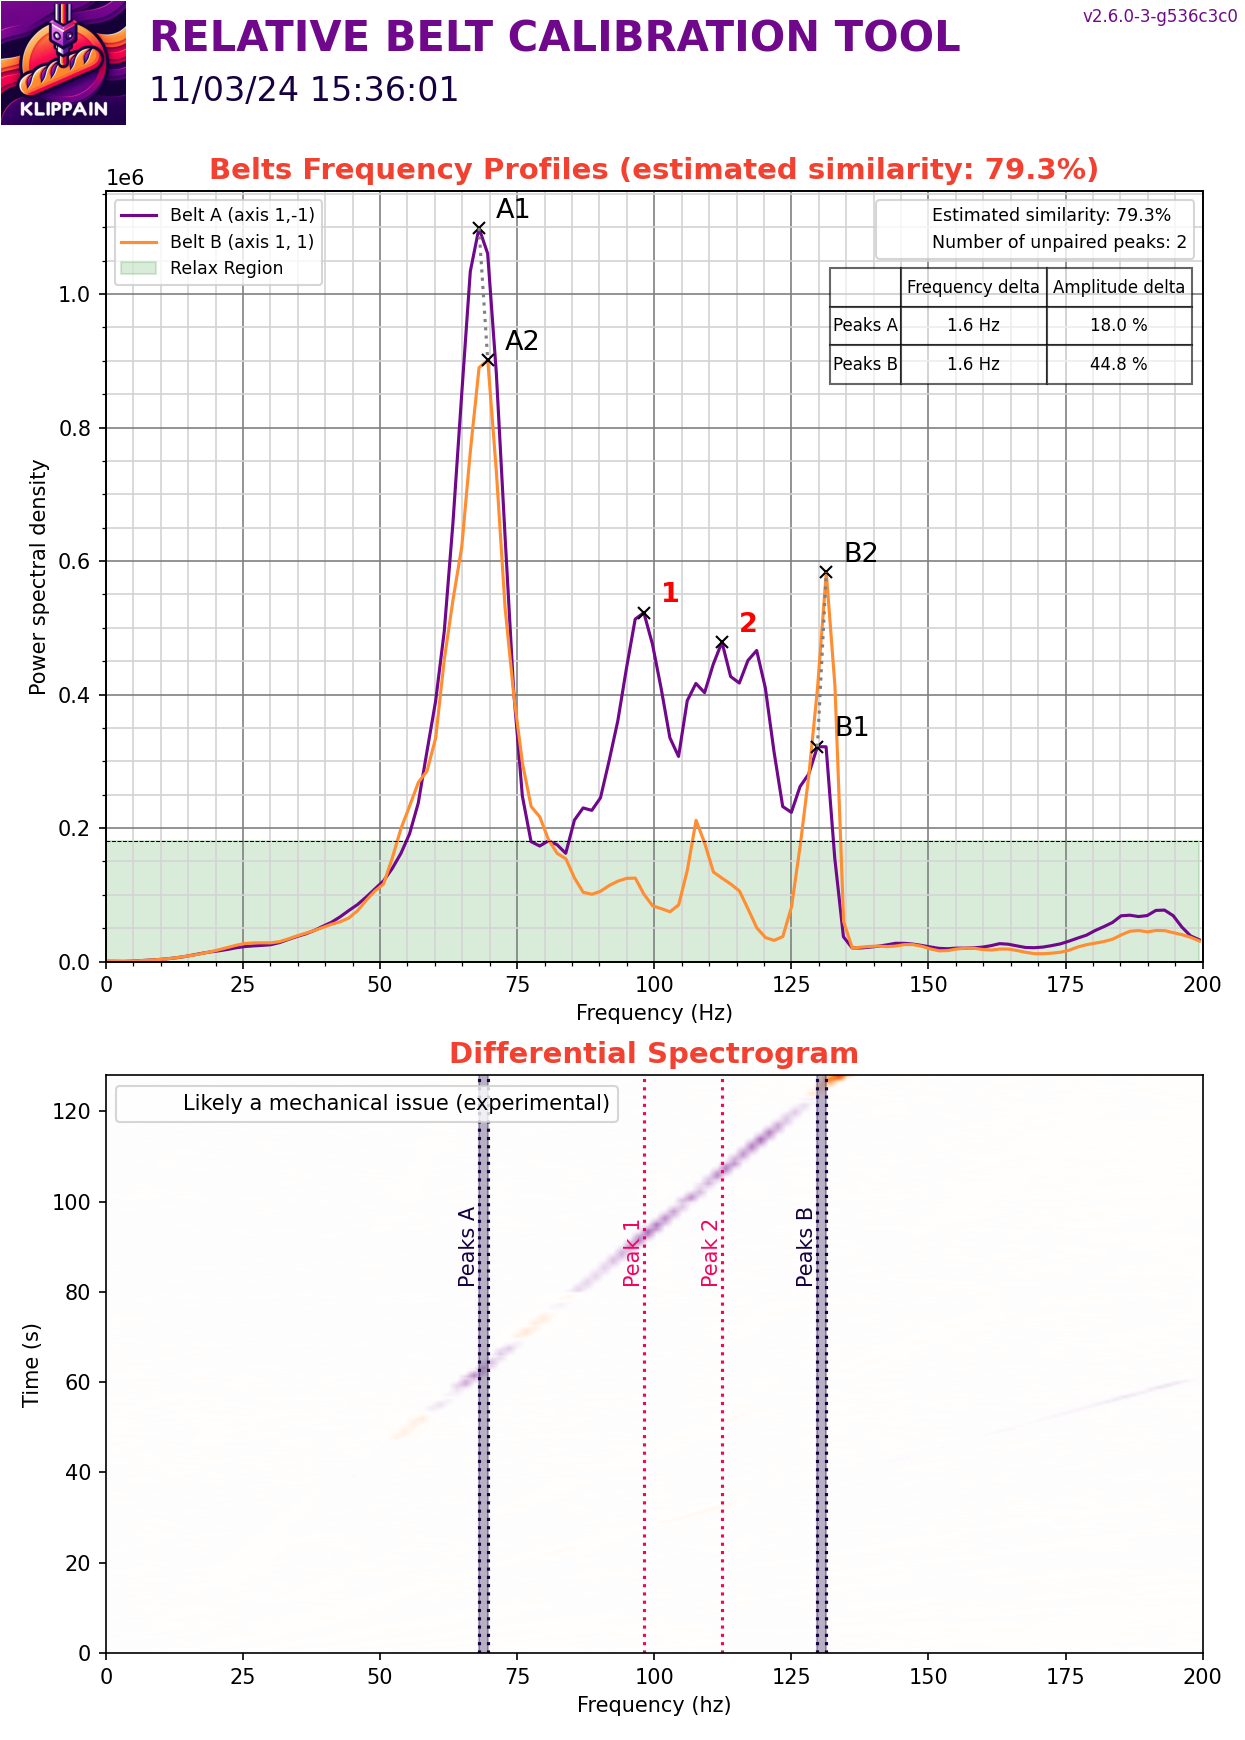 RELATIVE BELT CALIBRATION TOOL
v2.6.0-3-g536c3c0
11/03/24 15:36:01
KLIPPAIN
Belts Frequency Profiles (estimated similarity: 79.3%)
1e6
Belt A (axis 1,-1)
Belt B (axis 1, 1)
Relax Region
Estimated similarity: 79.3%
Number of unpaired peaks: 2
Frequency delta Amplitude delta
Peaks A 1.6 Hz 18.0 %
Peaks B 1.6 Hz 44.8 %
A1
A2
B2
1
2
B1
Power spectral density
1.0
0.8
0.6
0.4
0.2
0.0
0 25 50 75 100 125 150 175 200
Frequency (Hz)
Differential Spectrogram
Likely a mechanical issue (experimental)
Peaks A
Peak 1
Peak 2
Peaks B
Time (s)
120
100
80
60
40
20
0
0 25 50 75 100 125 150 175 200
Frequency (hz)